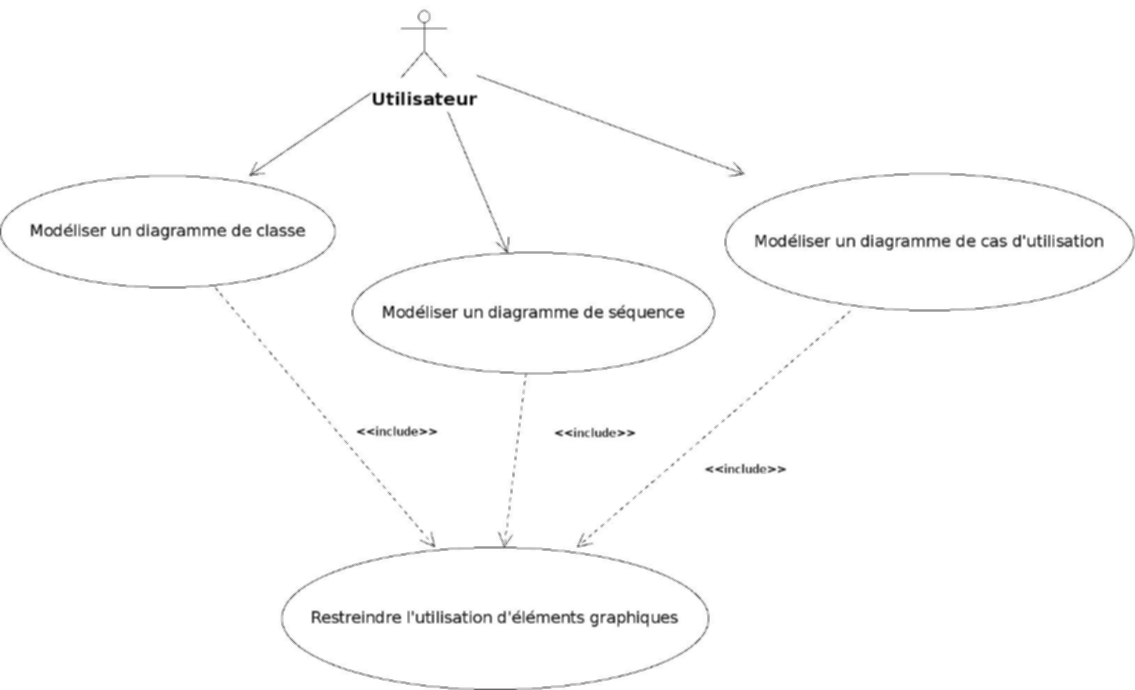 Utilisateur
Modéliser un diagramme de classe
Modéliser un diagramme de cas d'utilisation
Modéliser un diagramme de séquence
<<include>>
<<include>>
<<include>>
Restreindre l'utilisation d'éléments graphiques